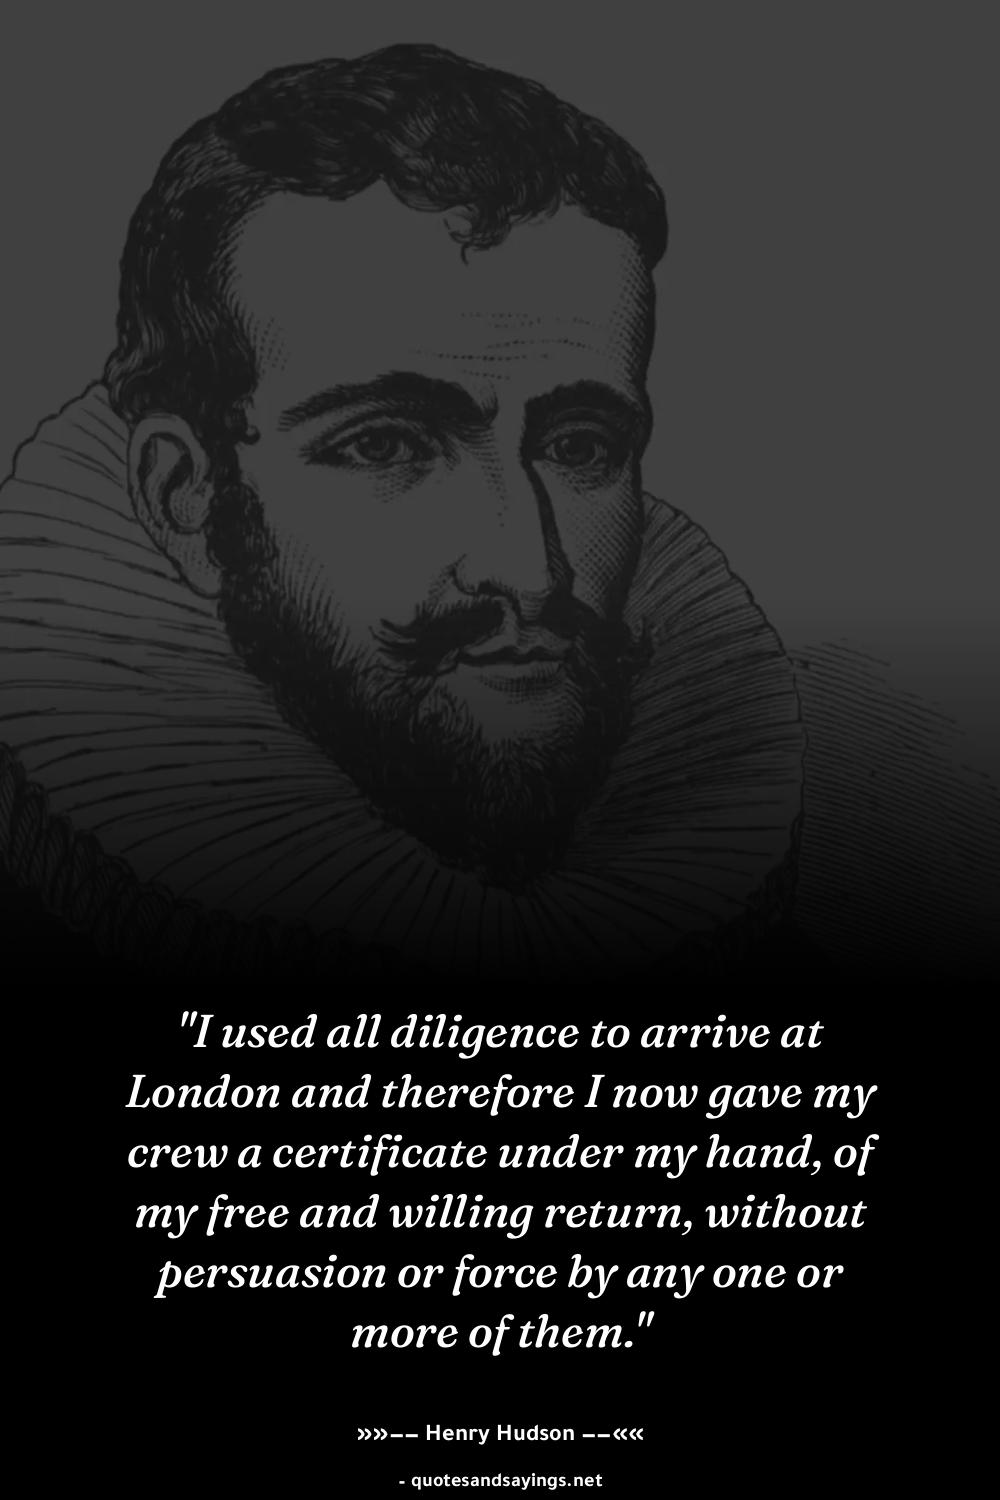 "I used all diligence to arrive at
London and therefore I now gave my
crew a certificate under my hand, of
my free and willing return, without
persuasion or force by any one or
more of them."
»»–– Henry Hudson ––««
- quotesandsayings.net